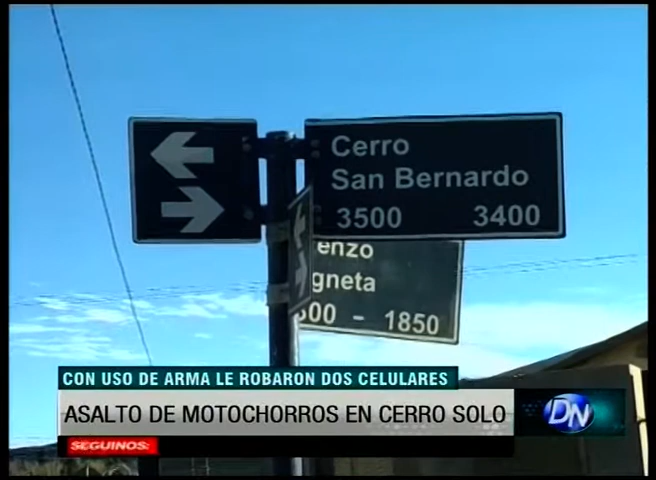 Cerro
San Bernardo
3500 3400
enzo
gneta
00 - 1850
CON USO DE ARMA LE ROBARON DOS CELULARES
ASALTO DE MOTOCHORROS EN CERRO SOLO
DN
SEGUINOS: